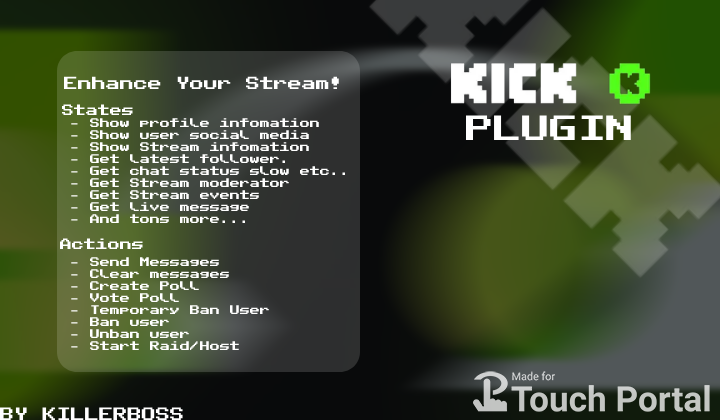 Enhance Your Stream!
States
- Show profile infomation
- Show user social media
- Show Stream infomation
- Get latest follower.
- Get chat status slow etc..
- Get Stream moderator
- Get Stream events
- Get live message
- And tons more...
Actions
- Send Messages
- Clear messages
- Create Poll
- Vote Poll
- Temporary Ban User
- Ban user
- Unban user
- Start Raid/Host
KICK K
PLUGIN
Made for
Touch Portal
BY KILLERBOSS